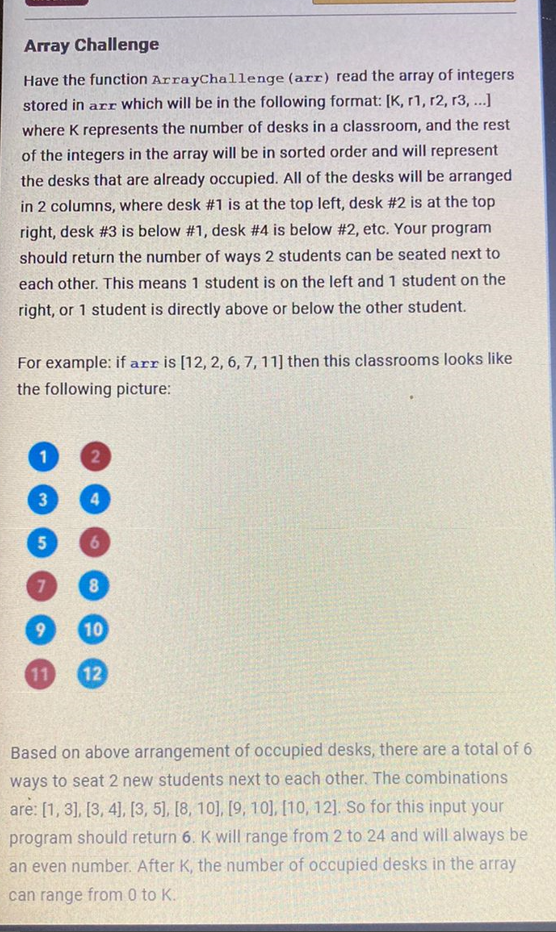 Array Challenge
Have the function ArrayChallenge(arr) read the array of integers
stored in arr which will be in the following format: [K, r1, r2, r3, ...]
where K represents the number of desks in a classroom, and the rest
of the integers in the array will be in sorted order and will represent
the desks that are already occupied. All of the desks will be arranged
in 2 columns, where desk #1 is at the top left, desk #2 is at the top
right, desk #3 is below #1, desk #4 is below #2, etc. Your program
should return the number of ways 2 students can be seated next to
each other. This means 1 student is on the left and 1 student on the
right, or 1 student is directly above or below the other student.
For example: if arr is [12, 2, 6, 7, 11] then this classrooms looks like
the following picture:
1 2
3 4
5 6
7 8
9 10
11 12
Based on above arrangement of occupied desks, there are a total of 6
ways to seat 2 new students next to each other. The combinations
are: [1, 3], [3, 4], [3, 5], [8, 10], [9, 10], [10, 12]. So for this input your
program should return 6. K will range from 2 to 24 and will always be
an even number. After K, the number of occupied desks in the array
can range from 0 to K.